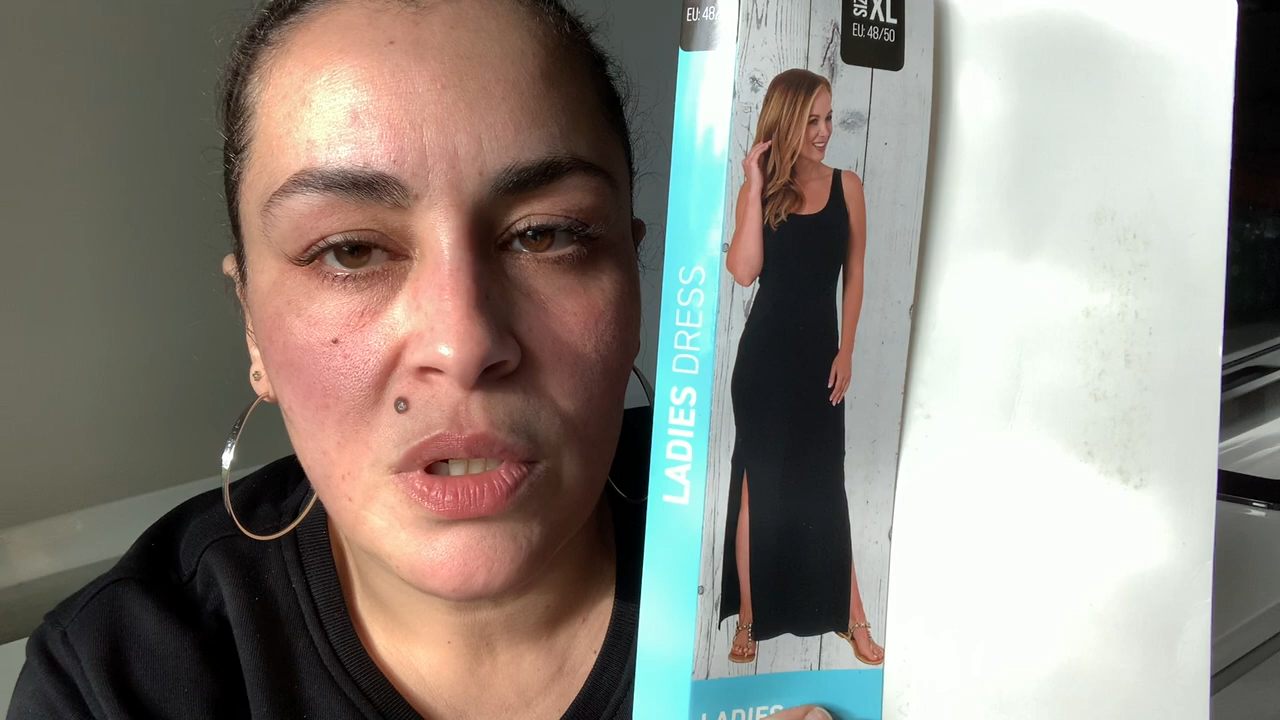 EU: 48/
SIZE XL
EU: 48/50
LADIES DRESS
LADIES